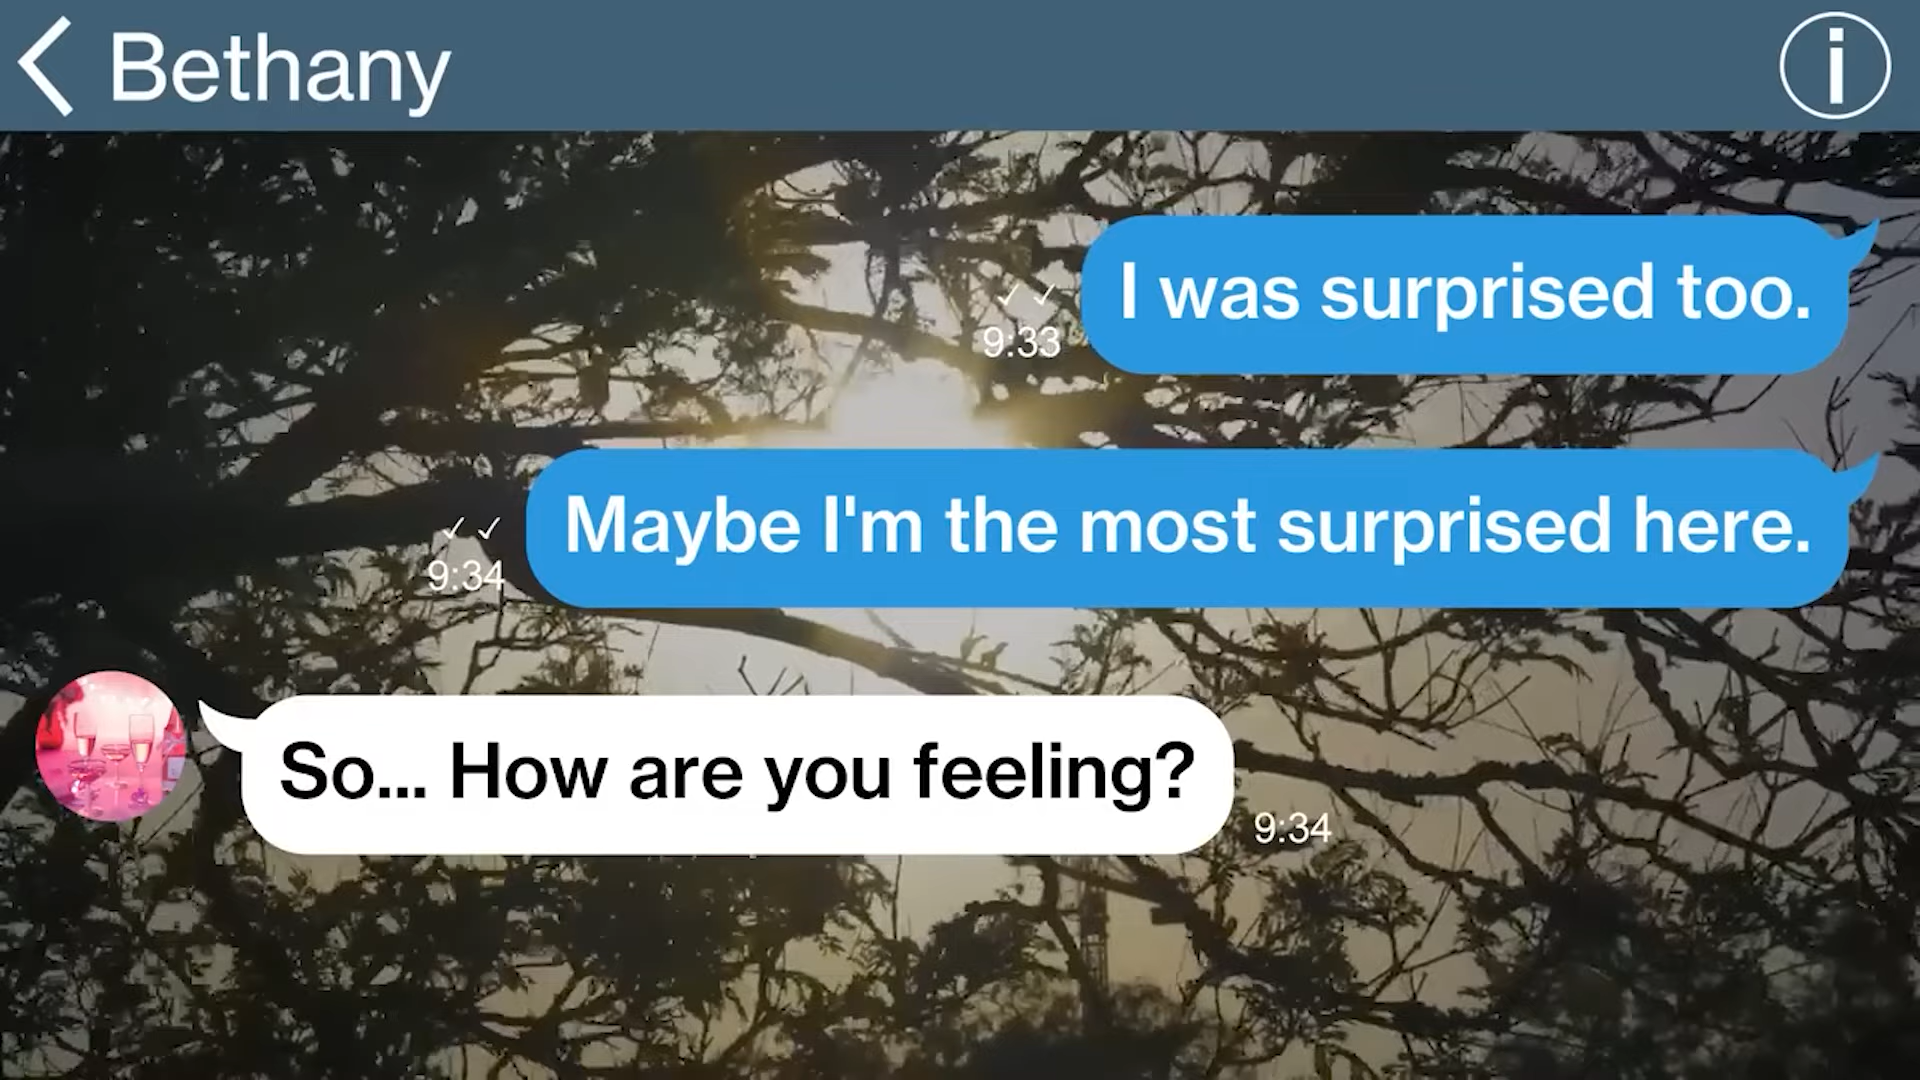 Bethany
I was surprised too.
9:33
Maybe I'm the most surprised here.
9:34
So... How are you feeling?
9:34